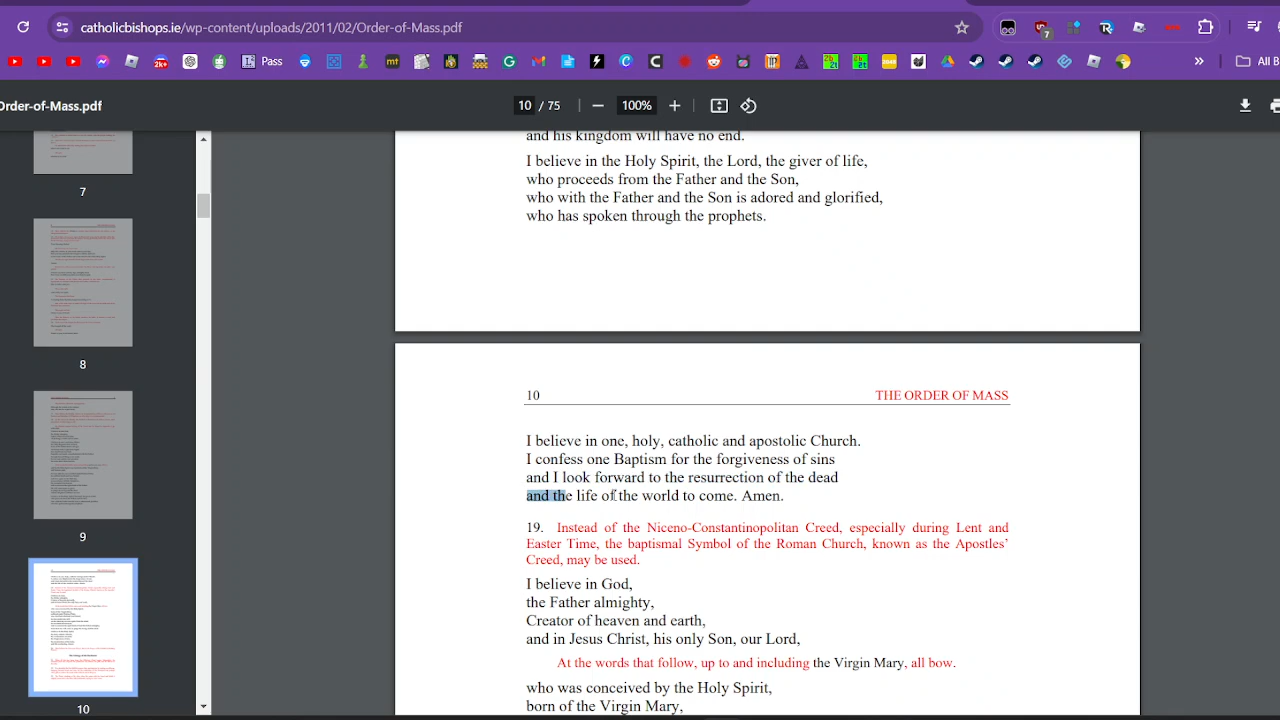 catholicbishops.ie/wp-content/uploads/2011/02/Order-of-Mass.pdf
7
2K+
Pass
mt
All B
Order-of-Mass.pdf
10 / 75
100%
7
8
9
10
and his kingdom will have no end.
I believe in the Holy Spirit, the Lord, the giver of life,
who proceeds from the Father and the Son,
who with the Father and the Son is adored and glorified,
who has spoken through the prophets.
10 THE ORDER OF MASS
I believe in one, holy, catholic and apostolic Church.
I confess one Baptism for the forgiveness of sins
and I look forward to the resurrection of the dead
and the life of the world to come. Amen.
19. Instead of the Niceno-Constantinopolitan Creed, especially during Lent and
Easter Time, the baptismal Symbol of the Roman Church, known as the Apostles’
Creed, may be used.
I believe in God,
the Father almighty,
Creator of heaven and earth,
and in Jesus Christ, his only Son, our Lord,
At the words that follow, up to and including the Virgin Mary, all bow.
who was conceived by the Holy Spirit,
born of the Virgin Mary,